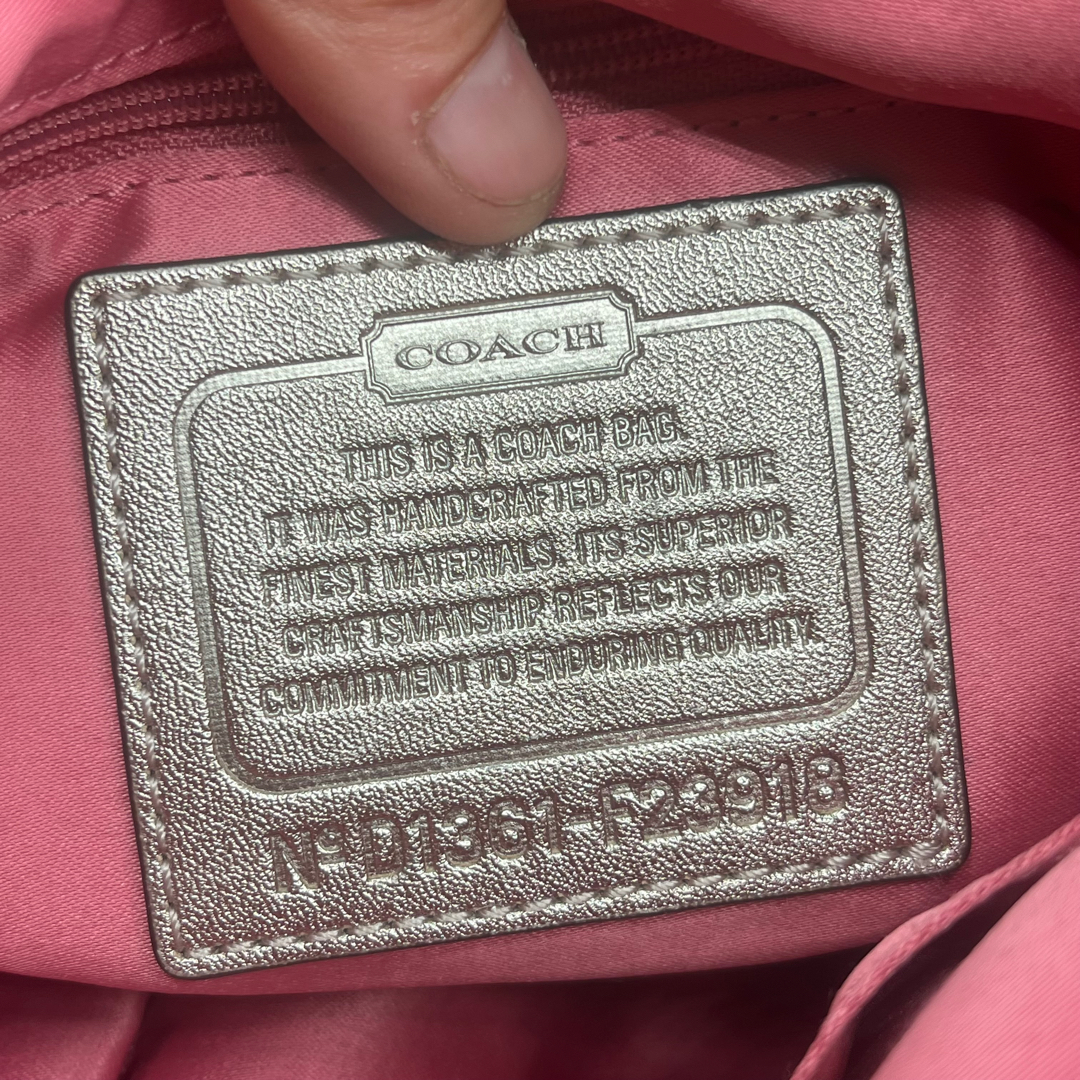 COACH
THIS IS A COACH BAG.
IT WAS HANDCRAFTED FROM THE
FINEST MATERIALS. ITS SUPERIOR
CRAFTSMANSHIP REFLECTS OUR
COMMITMENT TO ENDURING QUALITY.
Nº D1361-F23918